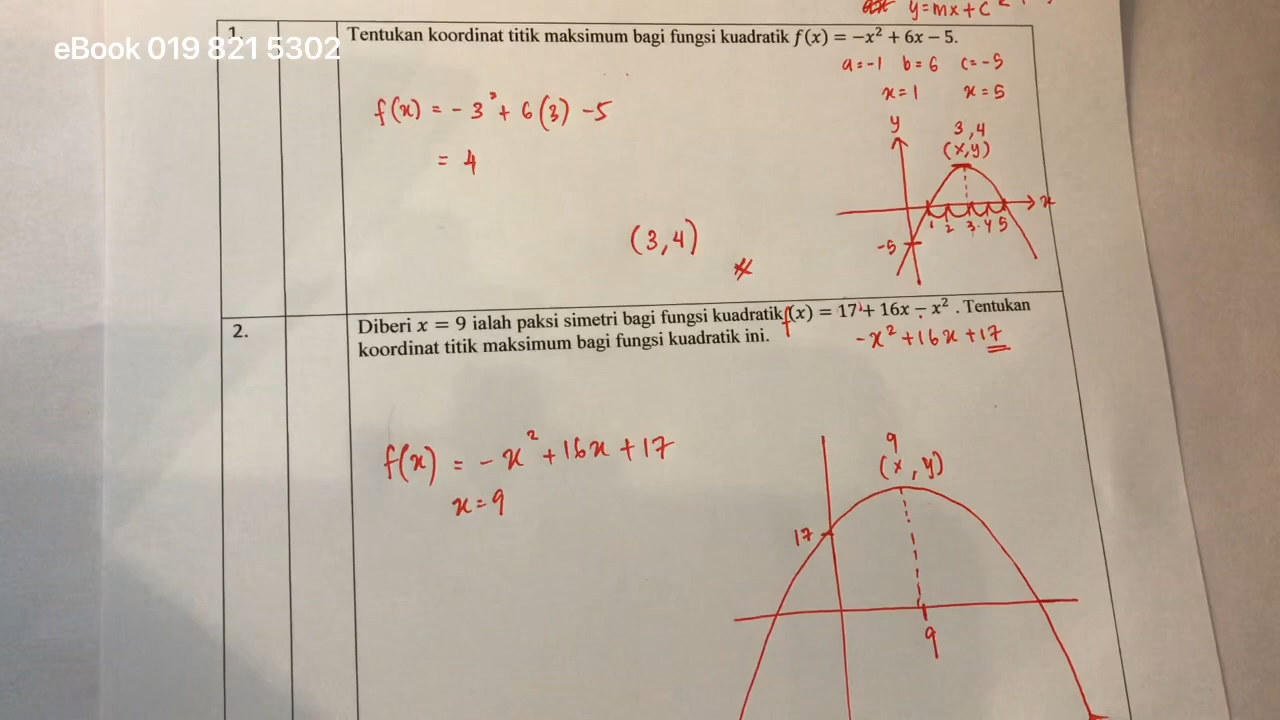 y = mx + c
eBook 019 821 5302
1.
Tentukan koordinat titik maksimum bagi fungsi kuadratik f(x) = −x² + 6x − 5.
a = -1 b = 6 c = -5
x = 1 x = 5
f(x) = - 3² + 6(3) - 5
= 4
(3,4)
y
3,4
(x,y)
x
1 2 3 4 5
-5
2.
Diberi x = 9 ialah paksi simetri bagi fungsi kuadratik f(x) = 17 + 16x − x² . Tentukan
koordinat titik maksimum bagi fungsi kuadratik ini.
-x² + 16x + 17
f(x) = - x² + 16x + 17
x = 9
9
(x, y)
17
9